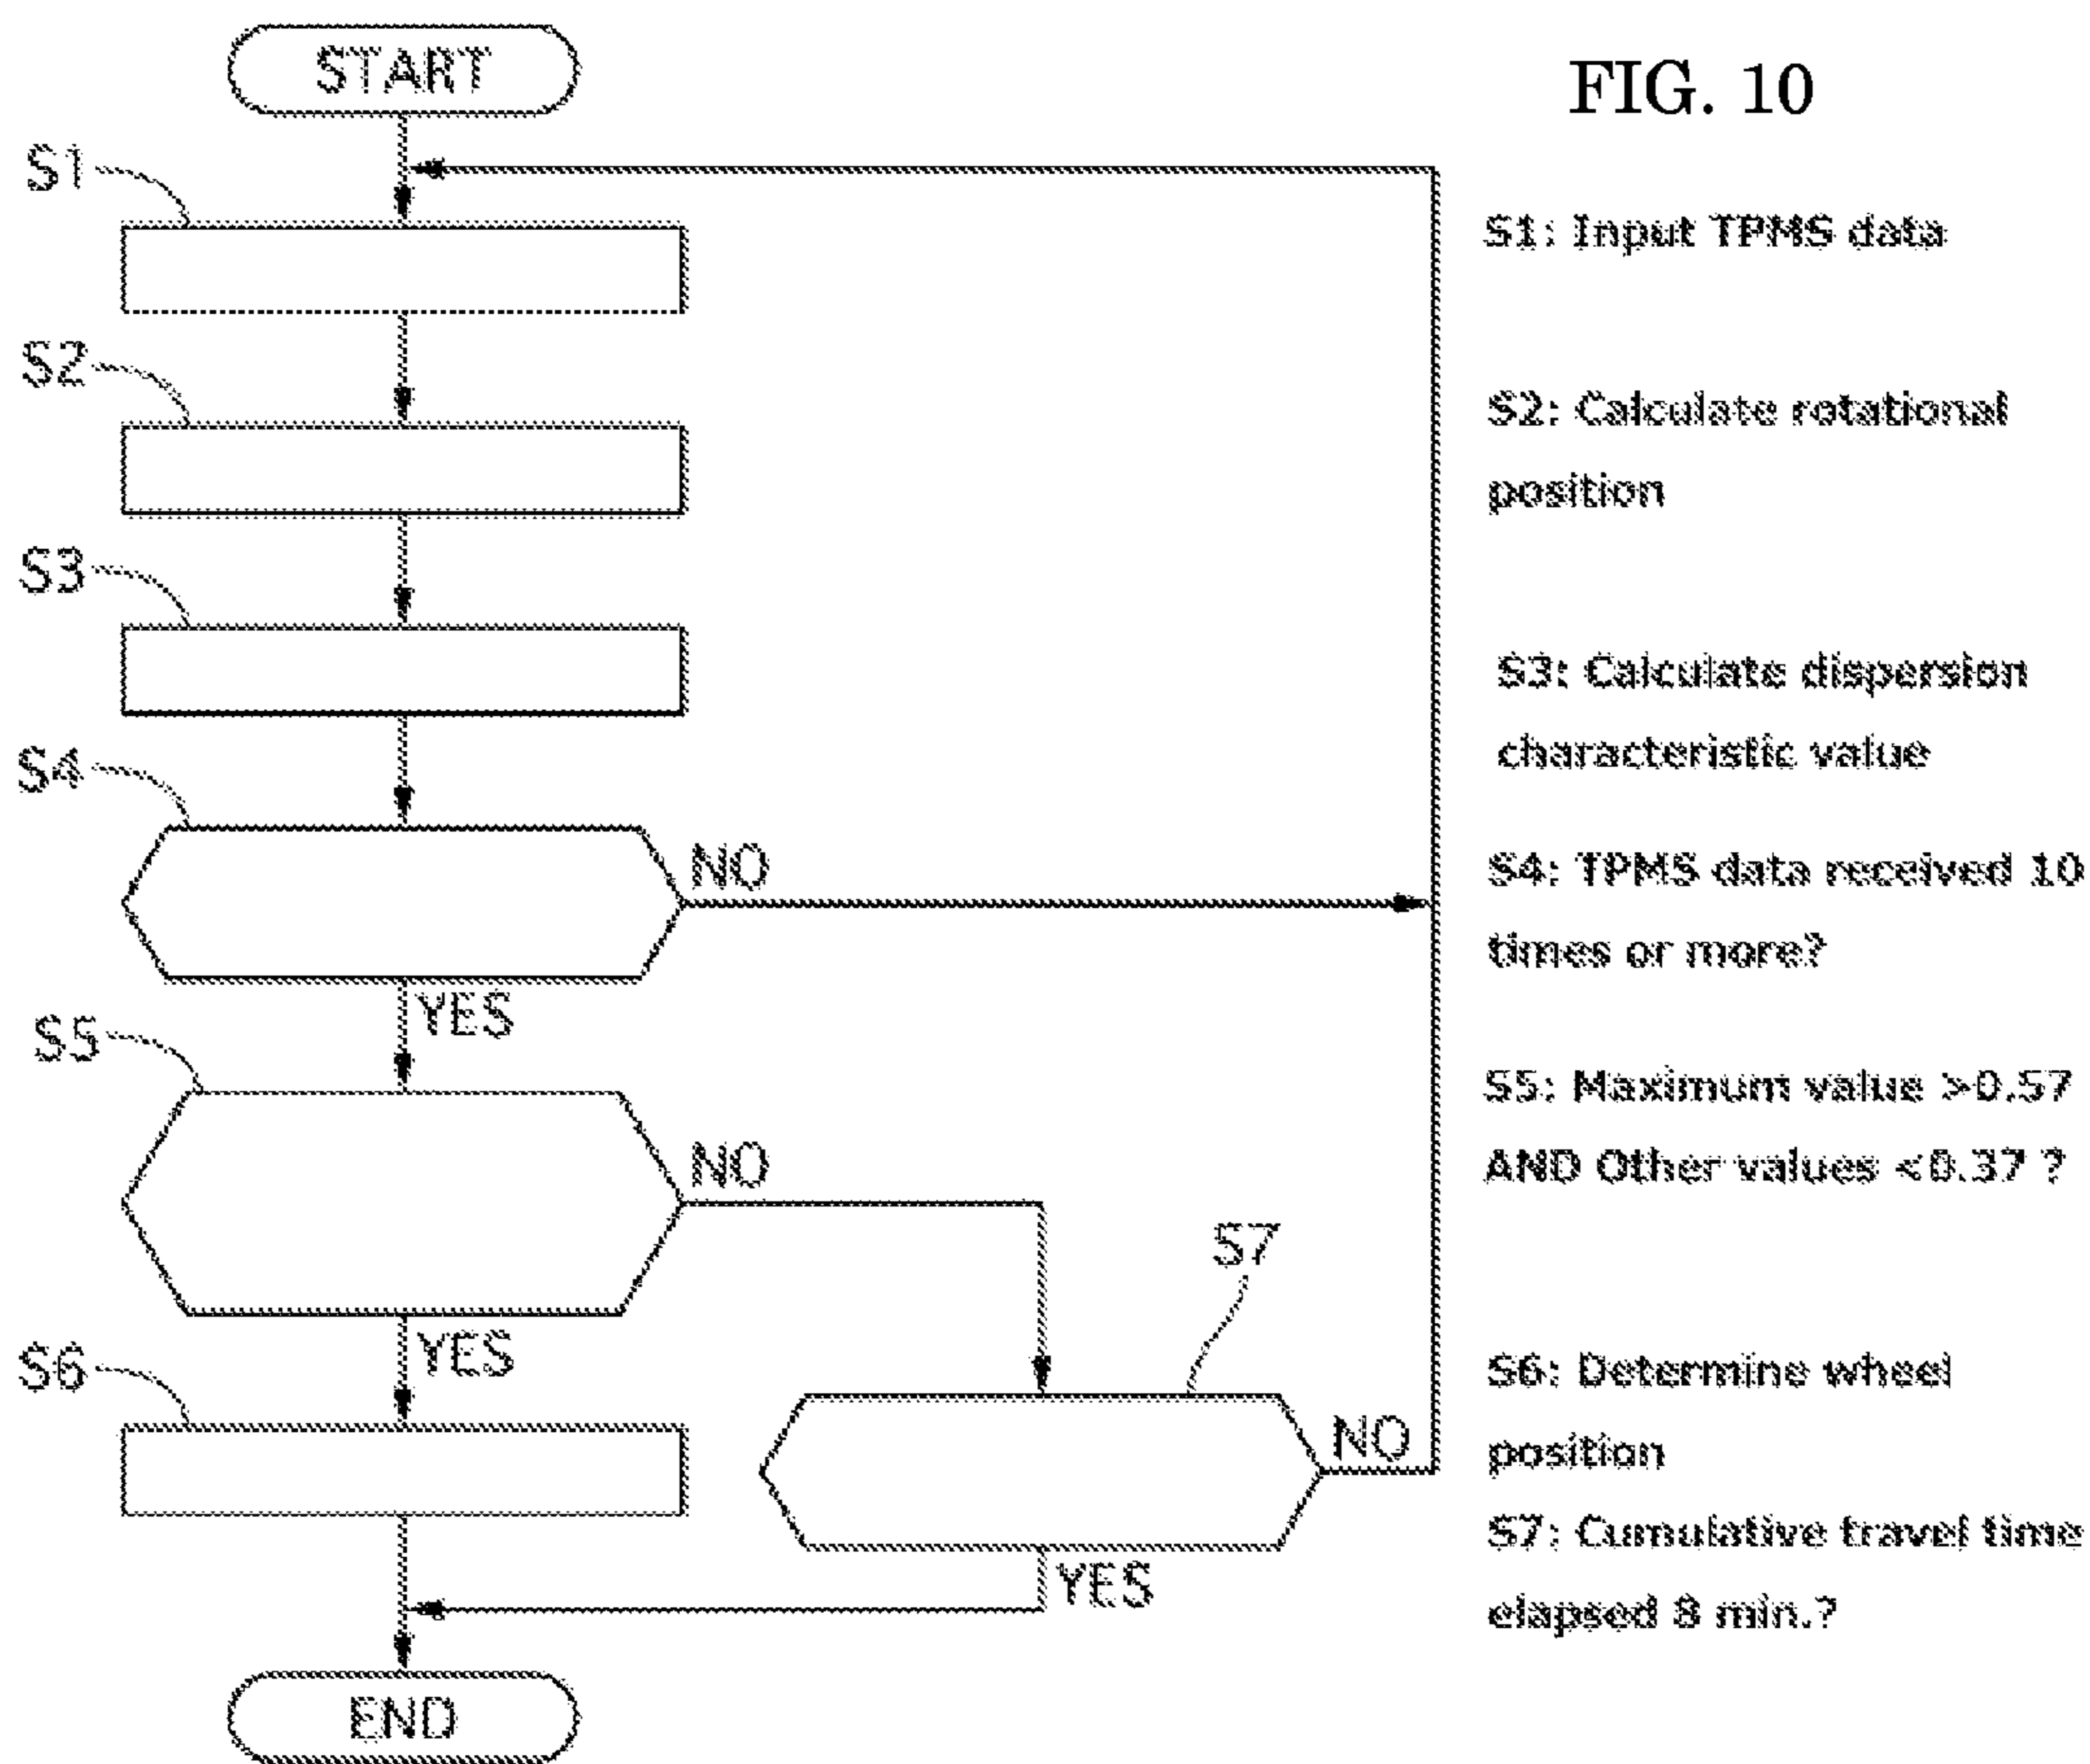 START
FIG. 10
S1
S1: Input TPMS data
S2
S2: Calculate rotational
position
S3
S3: Calculate dispersion
characteristic value
S4
NO
S4: TPMS data received 10
times or more?
YES
S5
S5: Maximum value >0.57
AND Other values <0.37 ?
NO
S7
YES
S6
S6: Determine wheel
position
NO
S7: Cumulative travel time
elapsed 8 min.?
YES
END